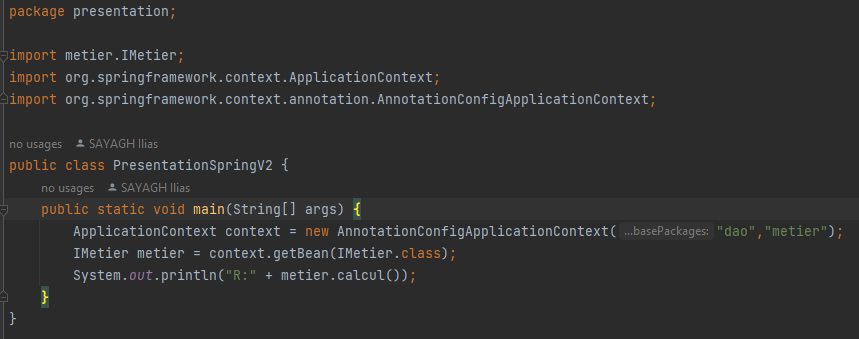 package presentation;
import metier.IMetier;
import org.springframework.context.ApplicationContext;
import org.springframework.context.annotation.AnnotationConfigApplicationContext;
no usages SAYAGH Ilias
public class PresentationSpringV2 {
no usages SAYAGH Ilias
public static void main(String[] args) {
ApplicationContext context = new AnnotationConfigApplicationContext( ...basePackages: "dao","metier");
IMetier metier = context.getBean(IMetier.class);
System.out.println("R:" + metier.calcul());
}
}